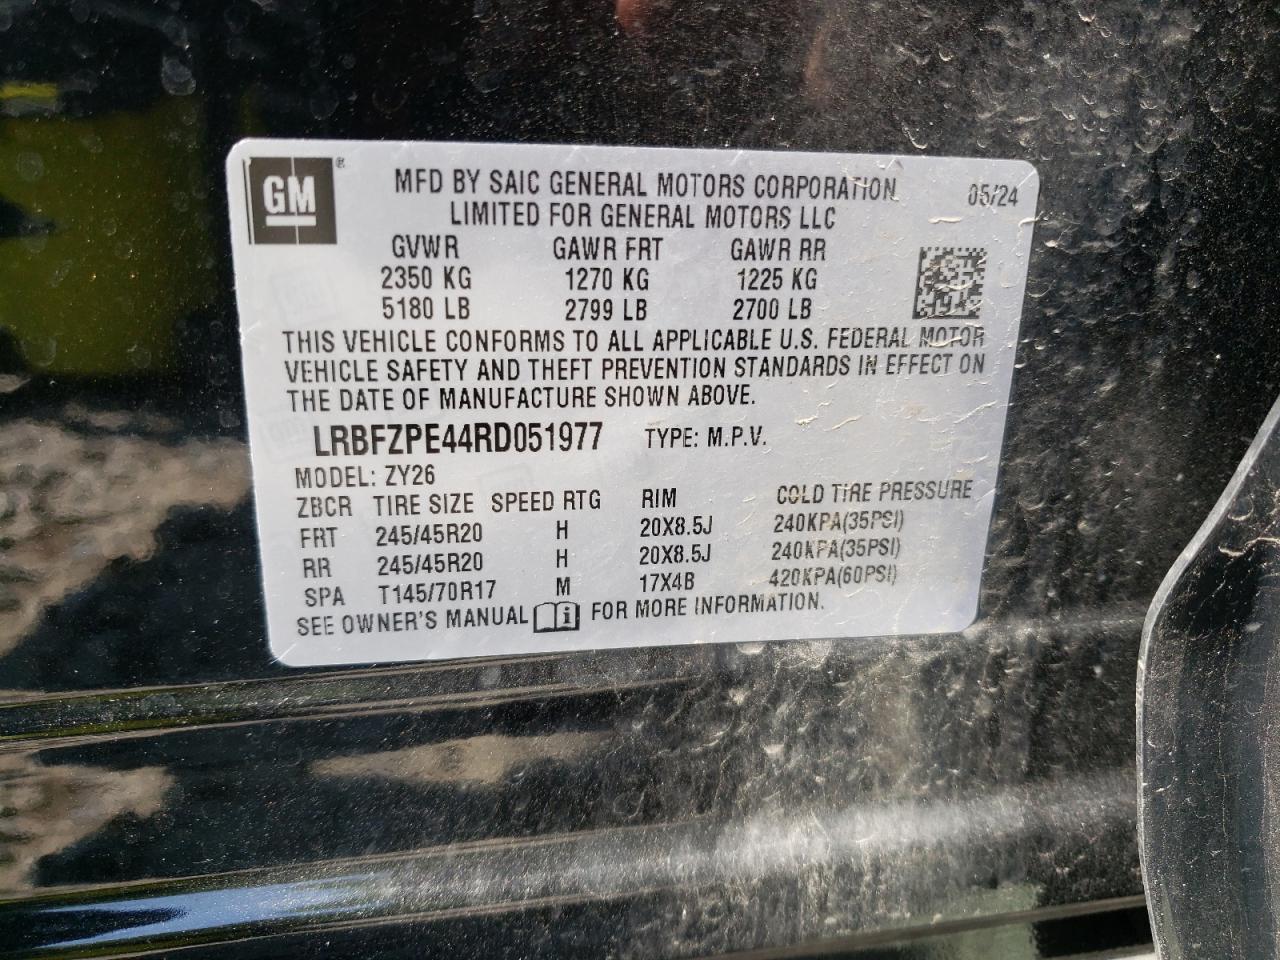 GM ®
MFD BY SAIC GENERAL MOTORS CORPORATION 05/24
LIMITED FOR GENERAL MOTORS LLC
GVWR GAWR FRT GAWR RR
2350 KG 1270 KG 1225 KG
5180 LB 2799 LB 2700 LB
THIS VEHICLE CONFORMS TO ALL APPLICABLE U.S. FEDERAL MOTOR
VEHICLE SAFETY AND THEFT PREVENTION STANDARDS IN EFFECT ON
THE DATE OF MANUFACTURE SHOWN ABOVE.
LRBFZPE44RD051977 TYPE: M.P.V.
MODEL: ZY26
ZBCR TIRE SIZE SPEED RTG RIM COLD TIRE PRESSURE
FRT 245/45R20 H 20X8.5J 240KPA(35PSI)
RR 245/45R20 H 20X8.5J 240KPA(35PSI)
SPA T145/70R17 M 17X4B 420KPA(60PSI)
SEE OWNER'S MANUAL i FOR MORE INFORMATION.